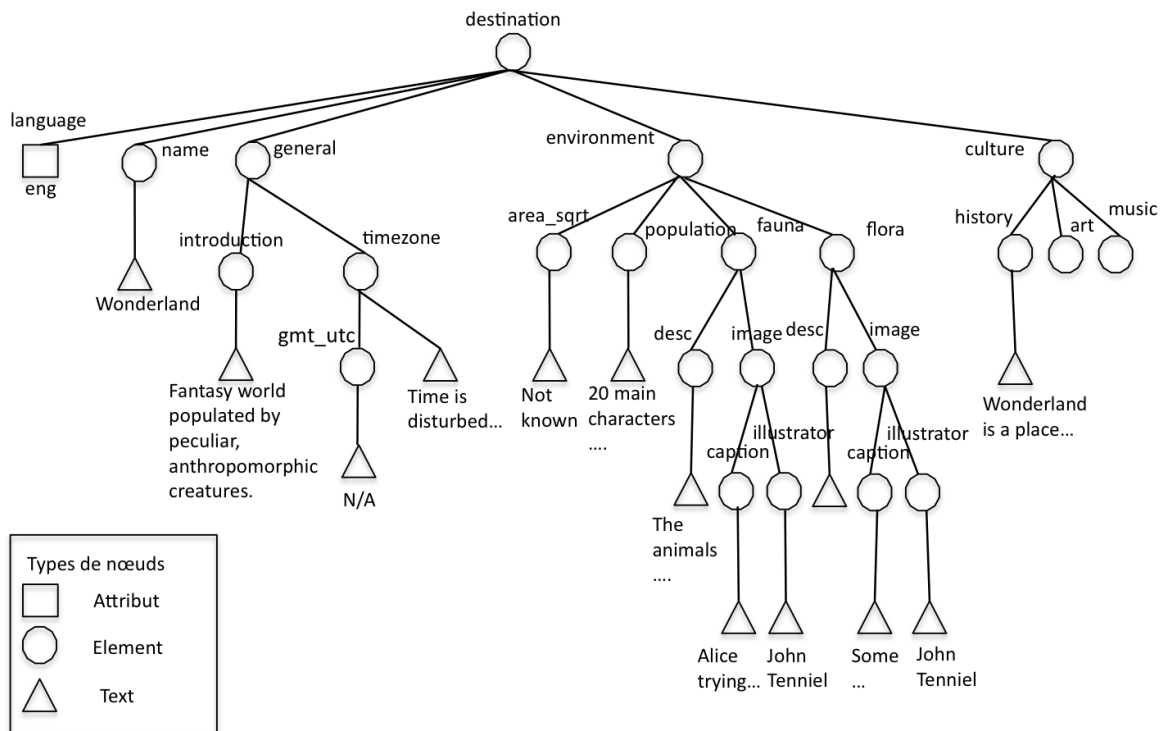 destination
language
eng
name
general
environment
culture
Wonderland
introduction
timezone
area_sqrt
population
fauna
flora
history
art
music
Fantasy world
populated by
peculiar,
anthropomorphic
creatures.
gmt_utc
N/A
Time is
disturbed...
Not
known
20 main
characters
....
desc
image
desc
image
Wonderland
is a place...
The
animals
....
caption
illustrator
caption
illustrator
Alice
trying...
John
Tenniel
Some
...
John
Tenniel
Types de nœuds
Attribut
Element
Text